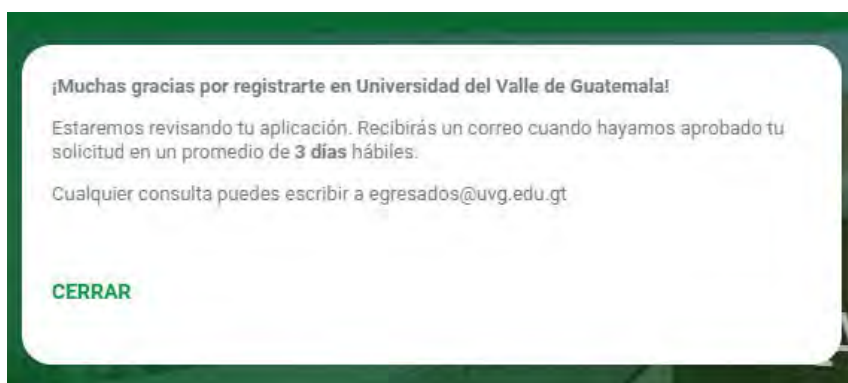 ¡Muchas gracias por registrarte en Universidad del Valle de Guatemala!
Estaremos revisando tu aplicación. Recibirás un correo cuando hayamos aprobado tu
solicitud en un promedio de 3 días hábiles.
Cualquier consulta puedes escribir a egresados@uvg.edu.gt
CERRAR